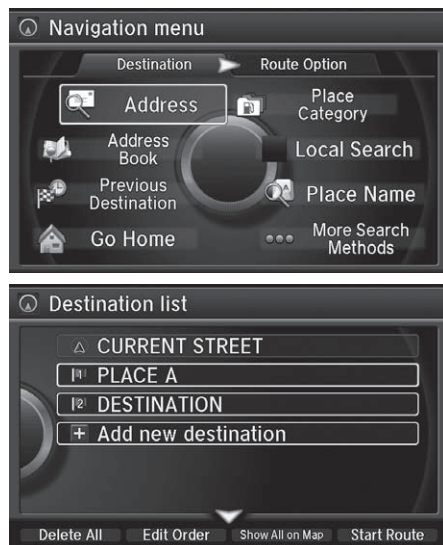 Navigation menu
Destination
Route Option
Address
Place
Category
Address
Book
Local Search
Previous
Destination
Place Name
Go Home
More Search
Methods
Destination list
CURRENT STREET
1 PLACE A
2 DESTINATION
+ Add new destination
Delete All
Edit Order
Show All on Map
Start Route